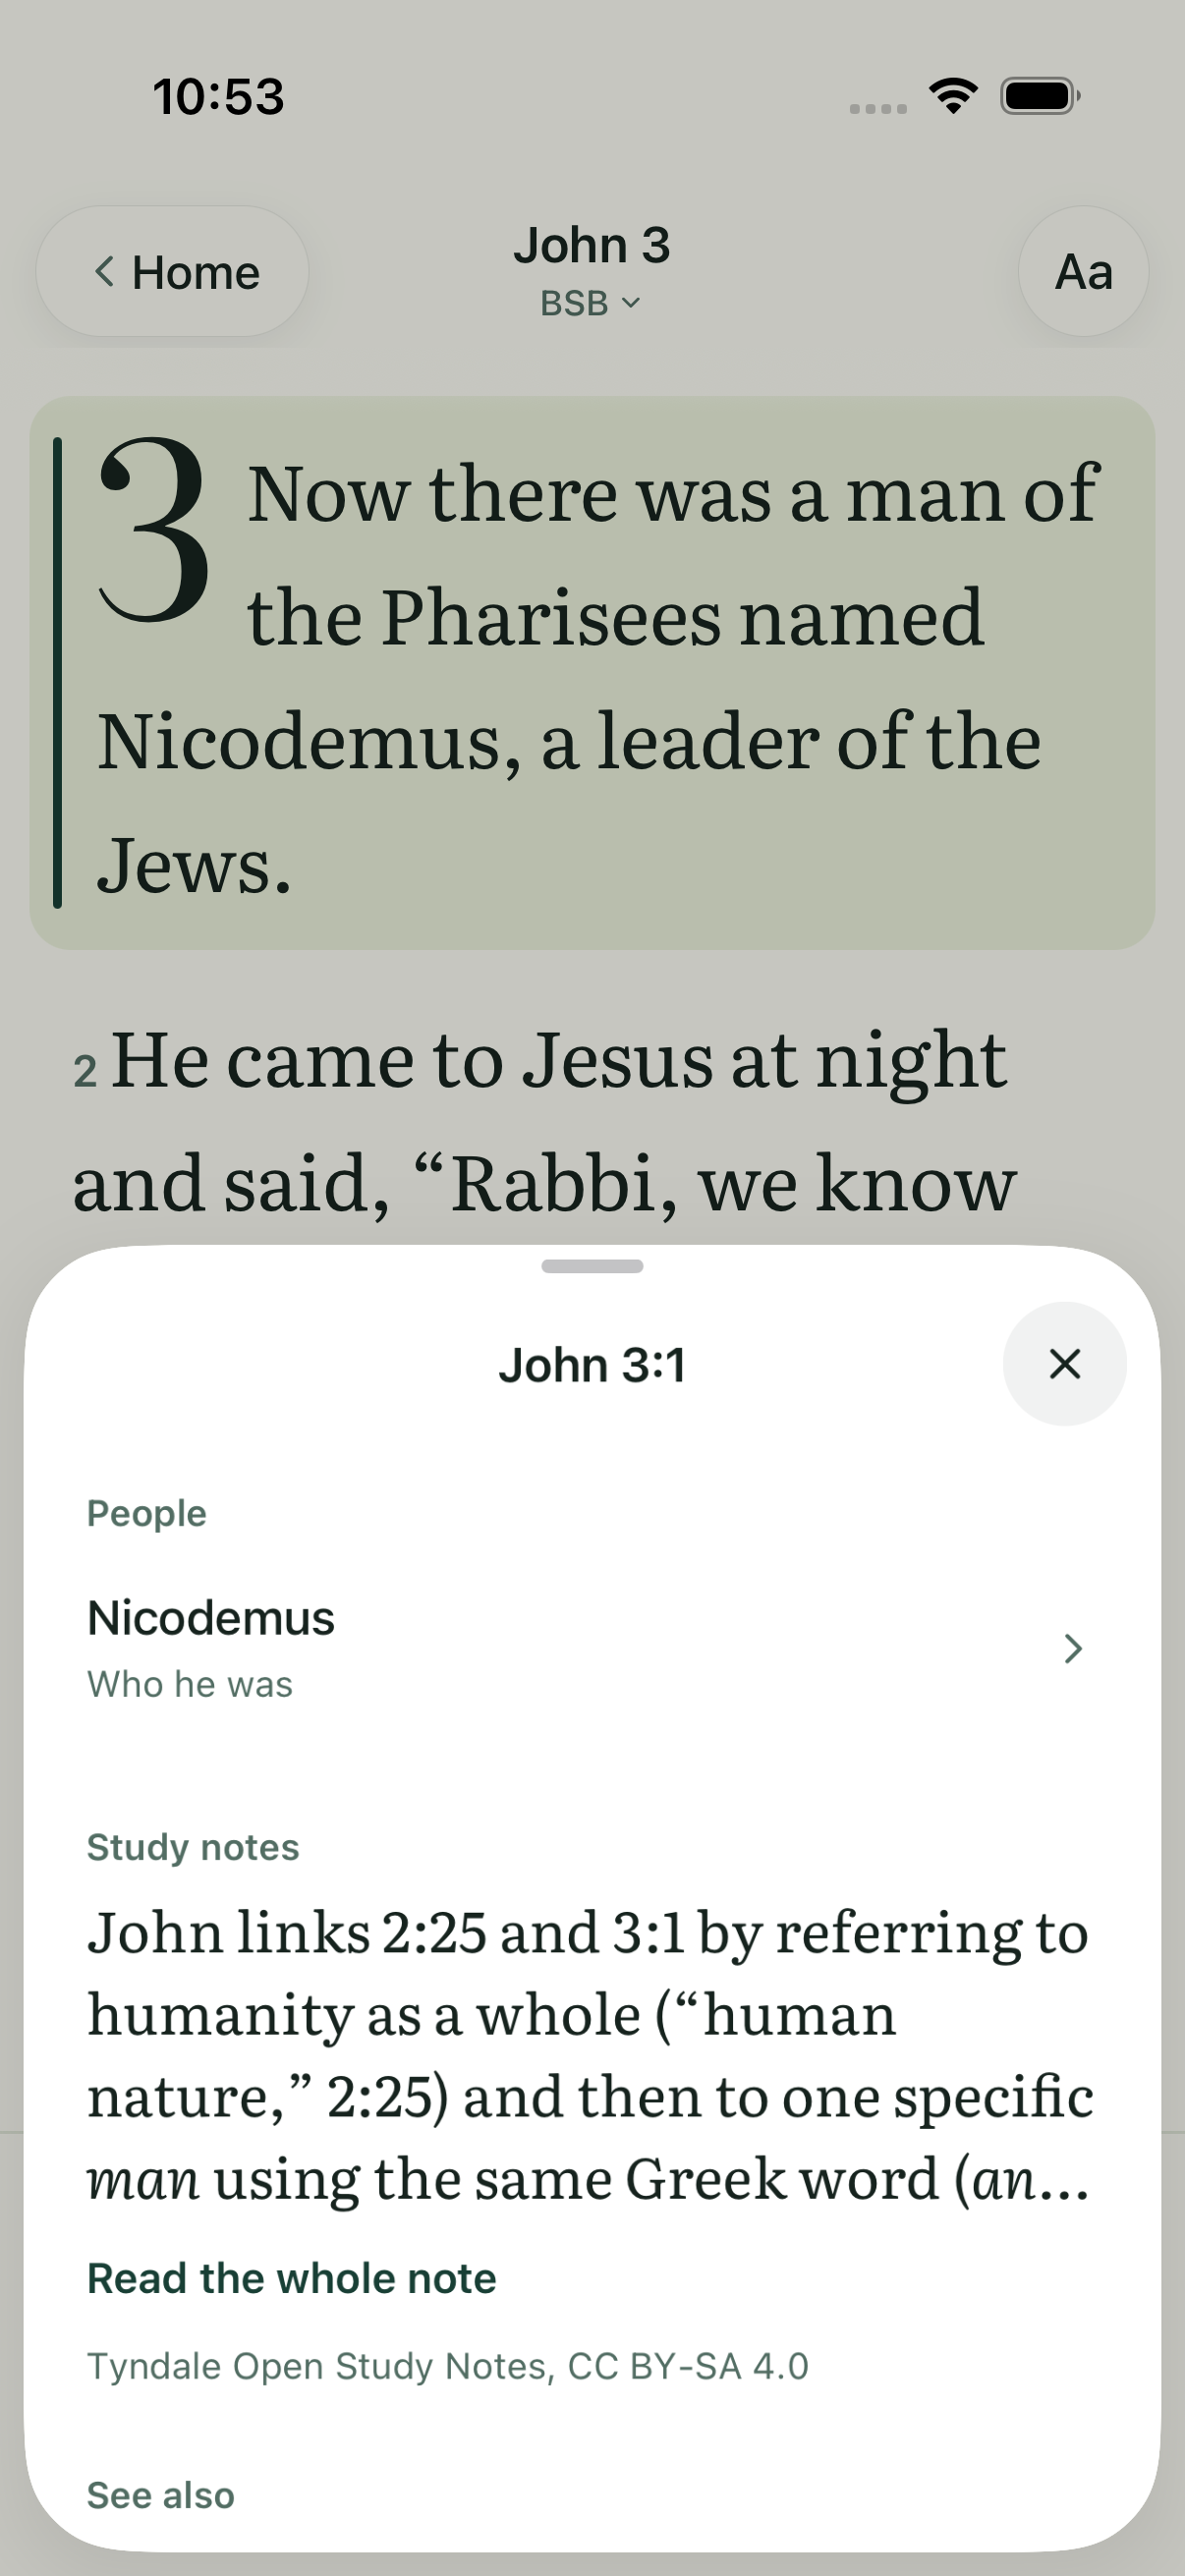 10:53
Home
John 3
BSB
Aa
3 Now there was a man of
the Pharisees named
Nicodemus, a leader of the
Jews.
2 He came to Jesus at night
and said, “Rabbi, we know
John 3:1
People
Nicodemus
Who he was
Study notes
John links 2:25 and 3:1 by referring to
humanity as a whole (“human
nature,” 2:25) and then to one specific
man using the same Greek word (an...
Read the whole note
Tyndale Open Study Notes, CC BY-SA 4.0
See also